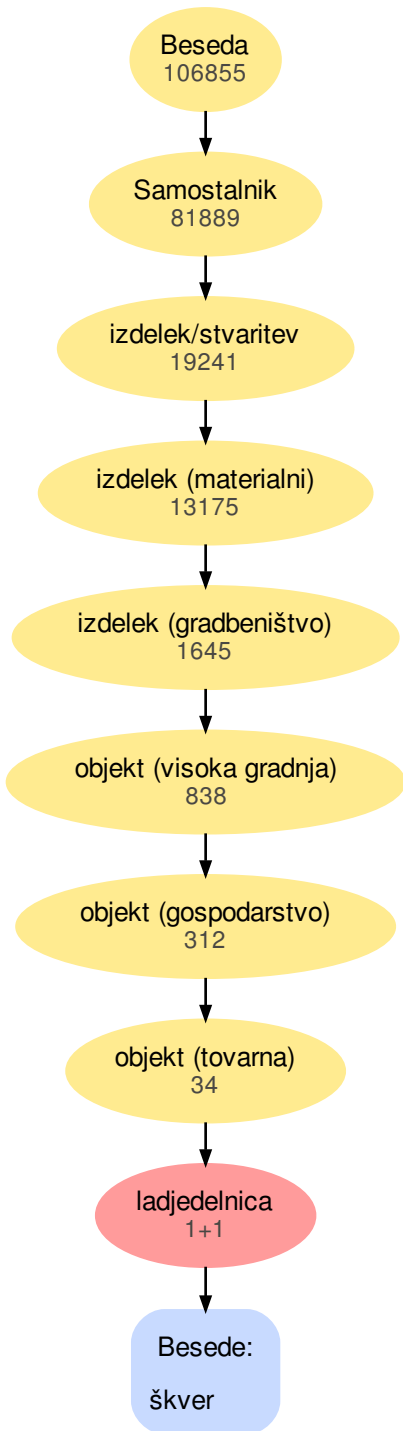 Beseda
106855
Samostalnik
81889
izdelek/stvaritev
19241
izdelek (materialni)
13175
izdelek (gradbeništvo)
1645
objekt (visoka gradnja)
838
objekt (gospodarstvo)
312
objekt (tovarna)
34
ladjedelnica
1+1
Besede:
škver